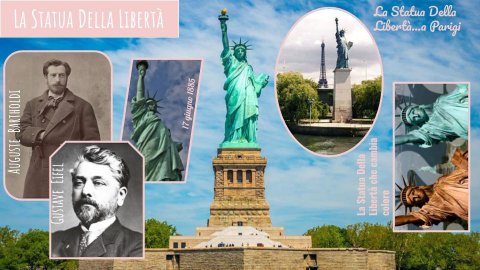 La Statua Della Libertà
La Statua Della
Libertà...a Parigi
Auguste Bartholdi
17 giugno 1885
Gustave Eifel
La Statua Della
Libertà che cambia
colore